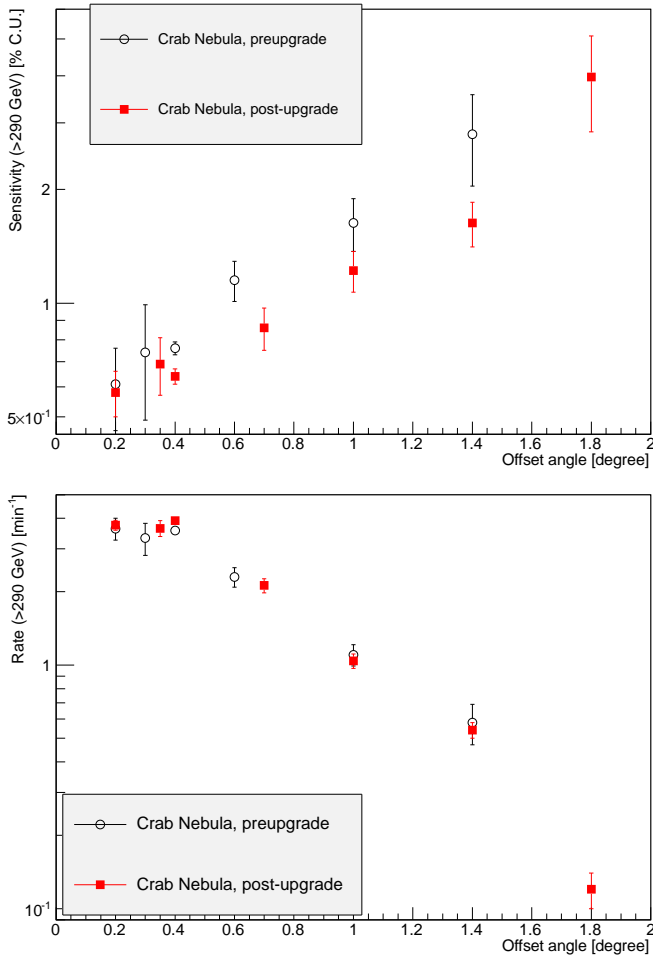 Sensitivity (>290 GeV) [% C.U.]
Crab Nebula, preupgrade
Crab Nebula, post-upgrade
2
1
5×10⁻¹
0 0.2 0.4 0.6 0.8 1 1.2 1.4 1.6 1.8 2
Offset angle [degree]
Rate (>290 GeV) [min⁻¹]
1
Crab Nebula, preupgrade
Crab Nebula, post-upgrade
10⁻¹
0 0.2 0.4 0.6 0.8 1 1.2 1.4 1.6 1.8 2
Offset angle [degree]